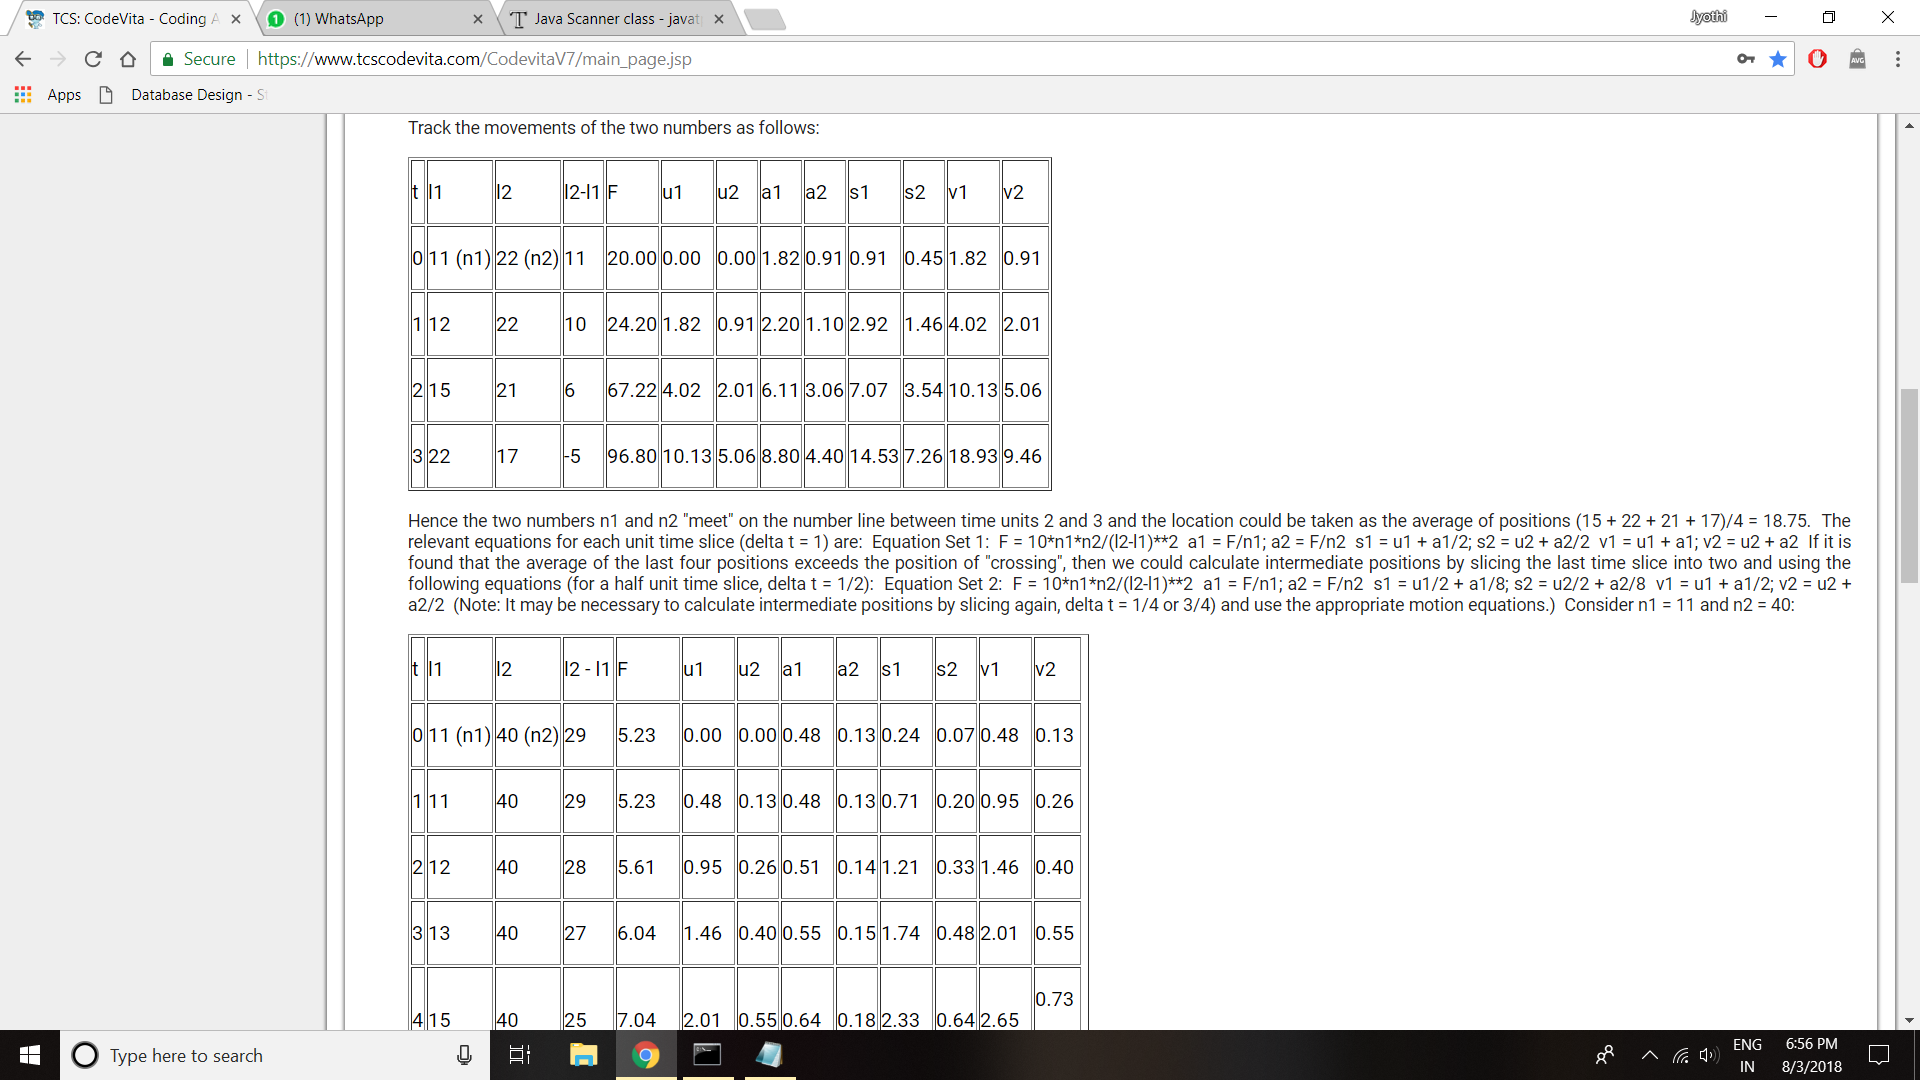 TCS: CodeVita - Coding A
(1) WhatsApp
Java Scanner class - javat
Jyothi
Secure https://www.tcscodevita.com/CodevitaV7/main_page.jsp
AVG
Apps Database Design - St
Track the movements of the two numbers as follows:
t l1 l2 l2-l1 F u1 u2 a1 a2 s1 s2 v1 v2
0 11 (n1) 22 (n2) 11 20.00 0.00 0.00 1.82 0.91 0.91 0.45 1.82 0.91
1 12 22 10 24.20 1.82 0.91 2.20 1.10 2.92 1.46 4.02 2.01
2 15 21 6 67.22 4.02 2.01 6.11 3.06 7.07 3.54 10.13 5.06
3 22 17 -5 96.80 10.13 5.06 8.80 4.40 14.53 7.26 18.93 9.46
Hence the two numbers n1 and n2 "meet" on the number line between time units 2 and 3 and the location could be taken as the average of positions (15 + 22 + 21 + 17)/4 = 18.75. The
relevant equations for each unit time slice (delta t = 1) are: Equation Set 1: F = 10*n1*n2/(l2-l1)**2 a1 = F/n1; a2 = F/n2 s1 = u1 + a1/2; s2 = u2 + a2/2 v1 = u1 + a1; v2 = u2 + a2 If it is
found that the average of the last four positions exceeds the position of "crossing", then we could calculate intermediate positions by slicing the last time slice into two and using the
following equations (for a half unit time slice, delta t = 1/2): Equation Set 2: F = 10*n1*n2/(l2-l1)**2 a1 = F/n1; a2 = F/n2 s1 = u1/2 + a1/8; s2 = u2/2 + a2/8 v1 = u1 + a1/2; v2 = u2 +
a2/2 (Note: It may be necessary to calculate intermediate positions by slicing again, delta t = 1/4 or 3/4) and use the appropriate motion equations.) Consider n1 = 11 and n2 = 40:
t l1 l2 l2 - l1 F u1 u2 a1 a2 s1 s2 v1 v2
0 11 (n1) 40 (n2) 29 5.23 0.00 0.00 0.48 0.13 0.24 0.07 0.48 0.13
1 11 40 29 5.23 0.48 0.13 0.48 0.13 0.71 0.20 0.95 0.26
2 12 40 28 5.61 0.95 0.26 0.51 0.14 1.21 0.33 1.46 0.40
3 13 40 27 6.04 1.46 0.40 0.55 0.15 1.74 0.48 2.01 0.55
4 15 40 25 7.04 2.01 0.55 0.64 0.18 2.33 0.64 2.65 0.73
Type here to search
ENG
IN
6:56 PM
8/3/2018